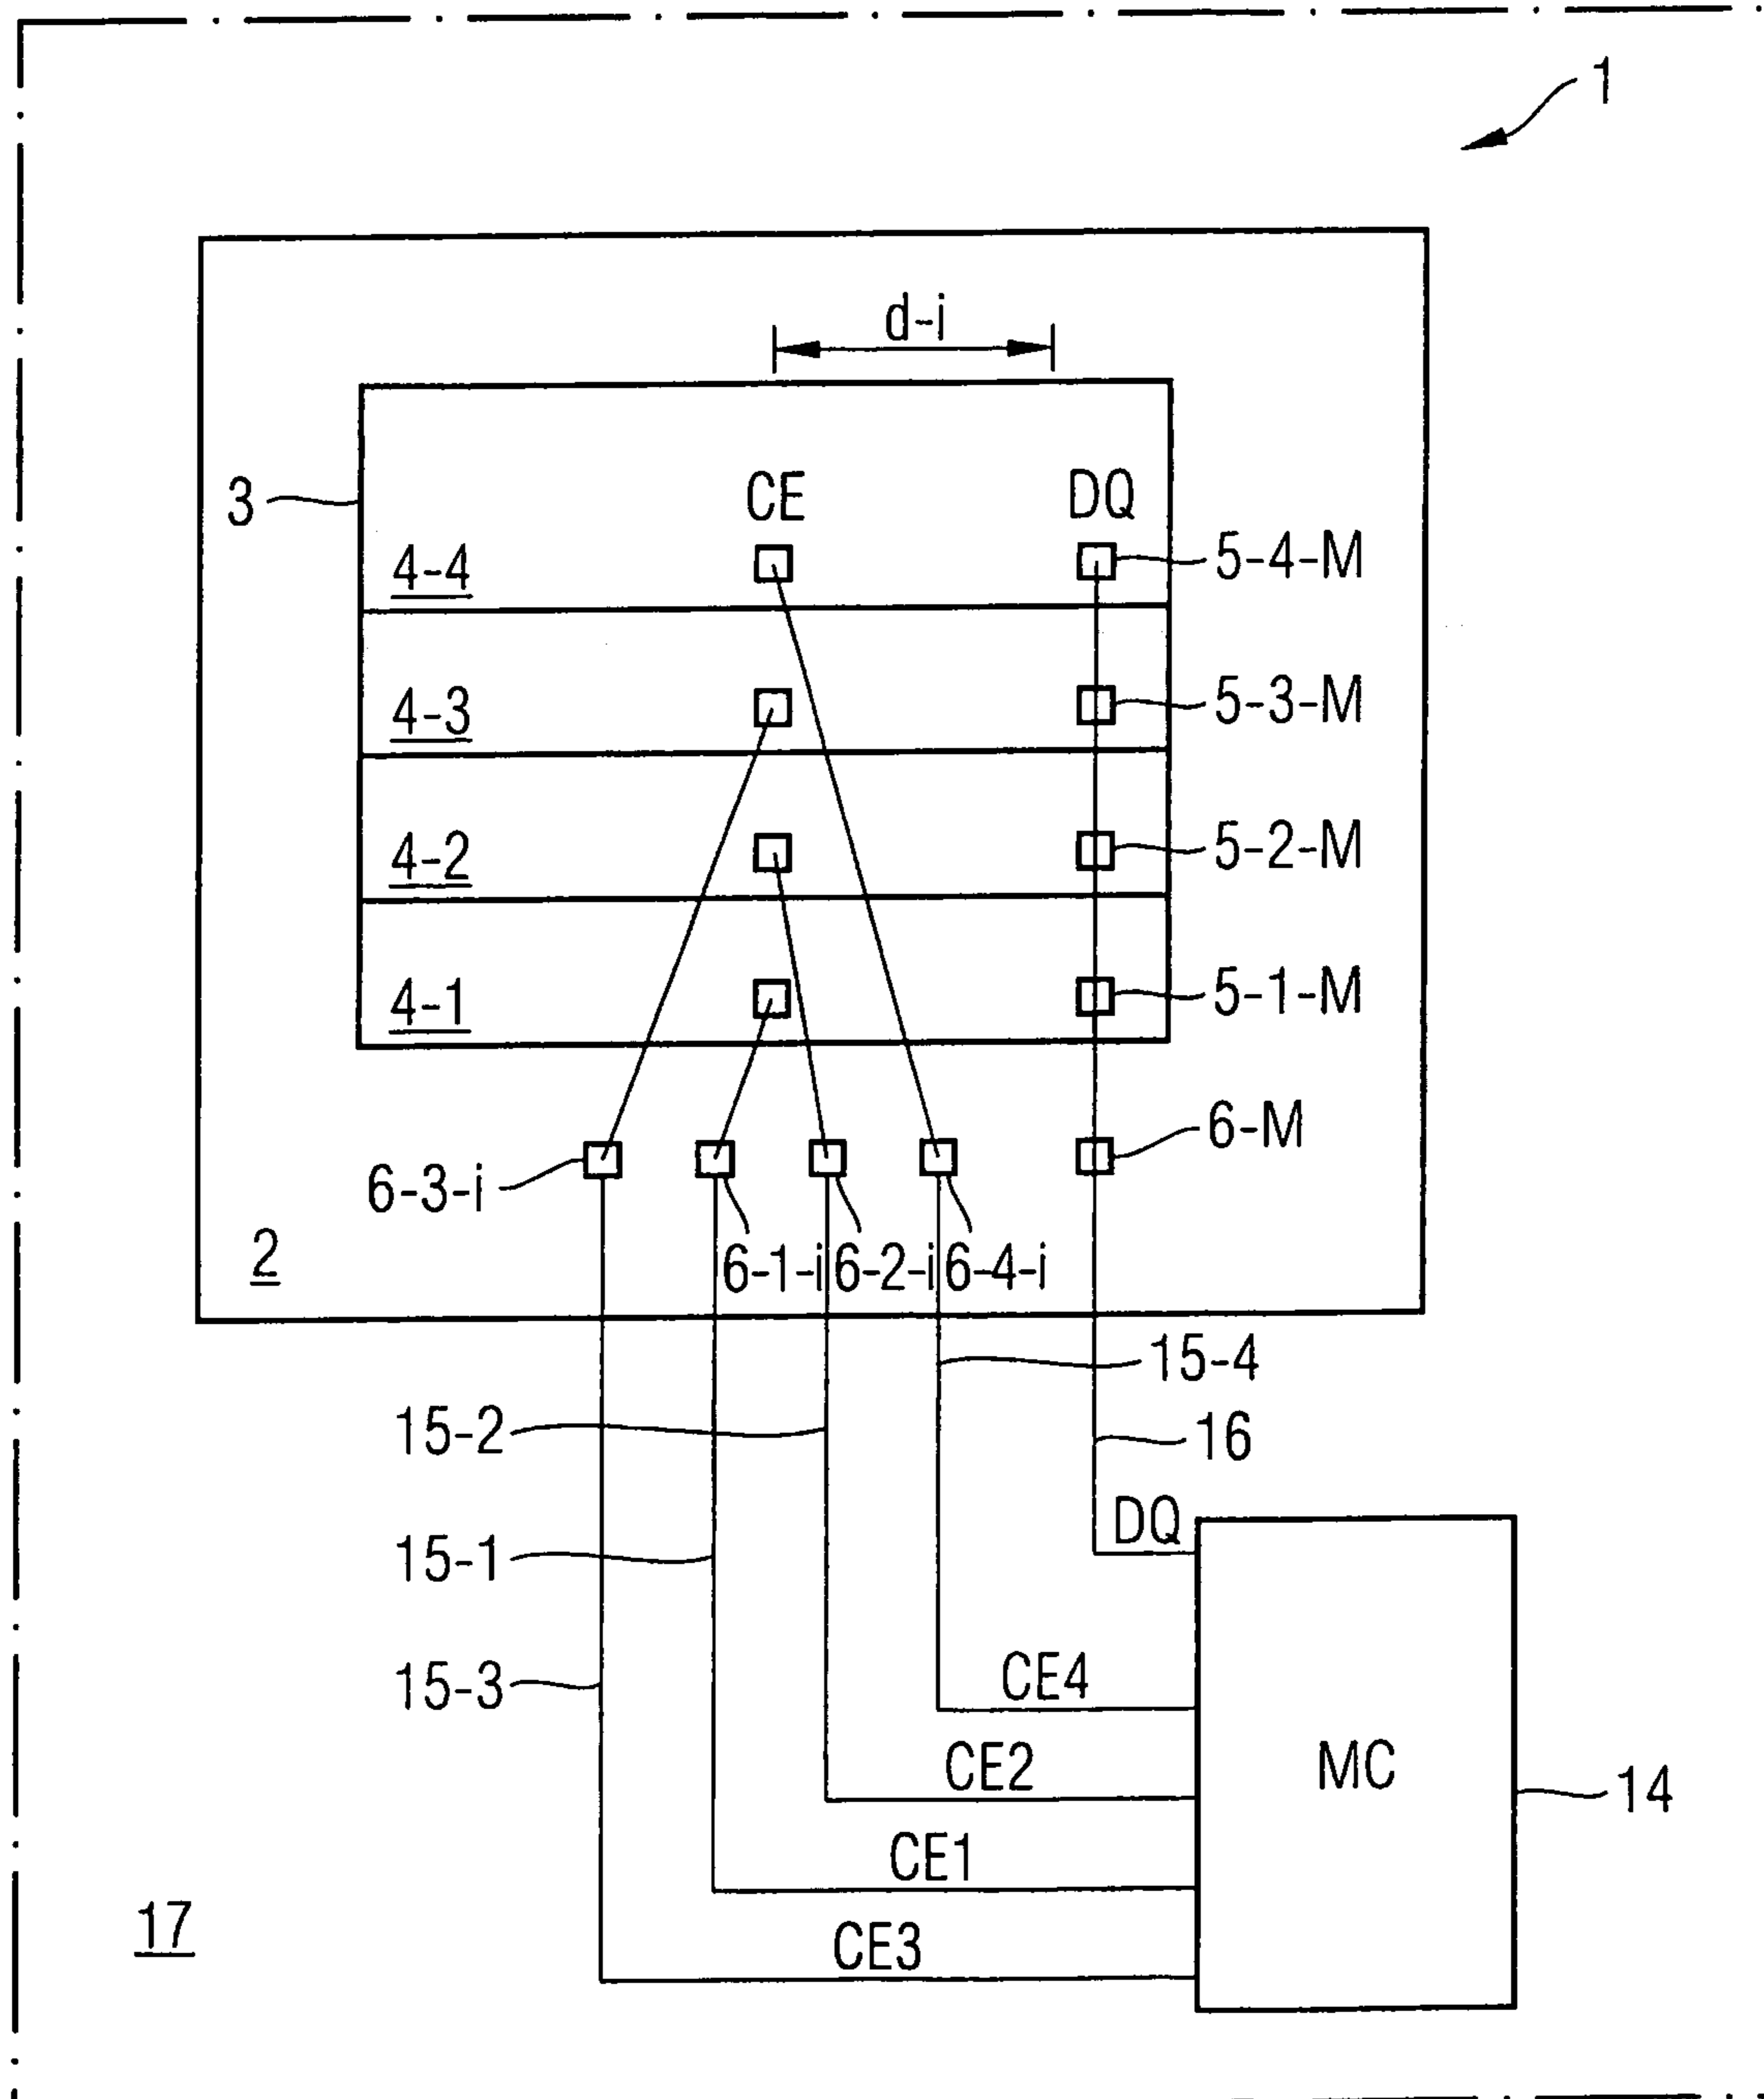 1
d-i
CE DQ
3
4-4 5-4-M
4-3 5-3-M
4-2 5-2-M
4-1 5-1-M
6-M
6-3-i
6-1-i 6-2-i 6-4-i
2
15-4
15-2 16
DQ
15-1
15-3 CE4
CE2 MC 14
CE1
17 CE3